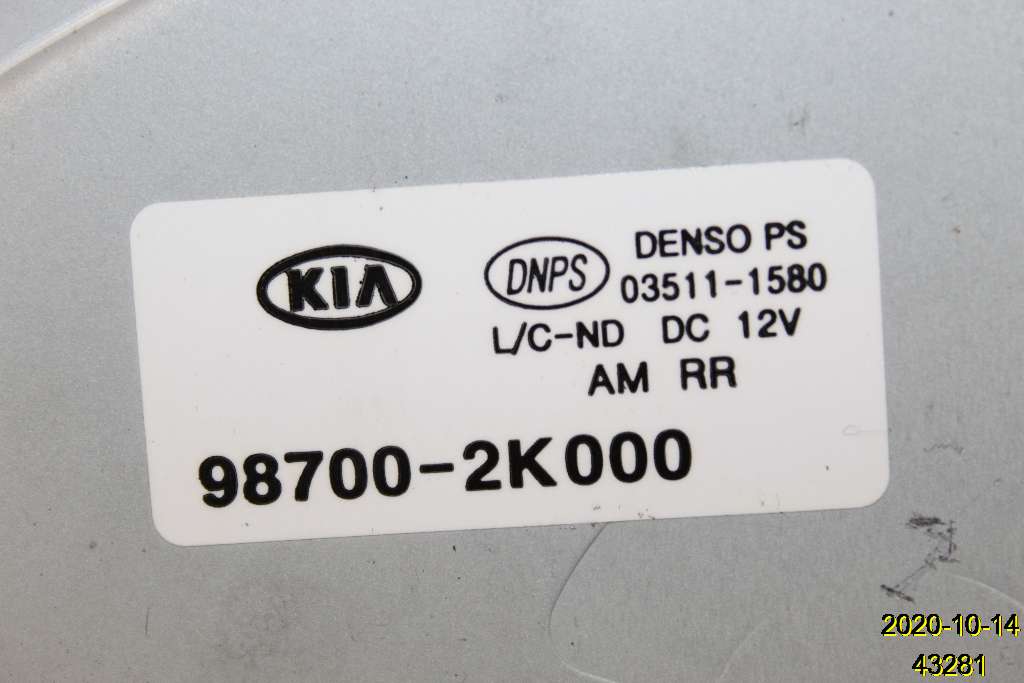 KIA
DNPS
DENSO PS
03511-1580
L/C-ND DC 12V
AM RR
98700-2K000
2020-10-14
43281